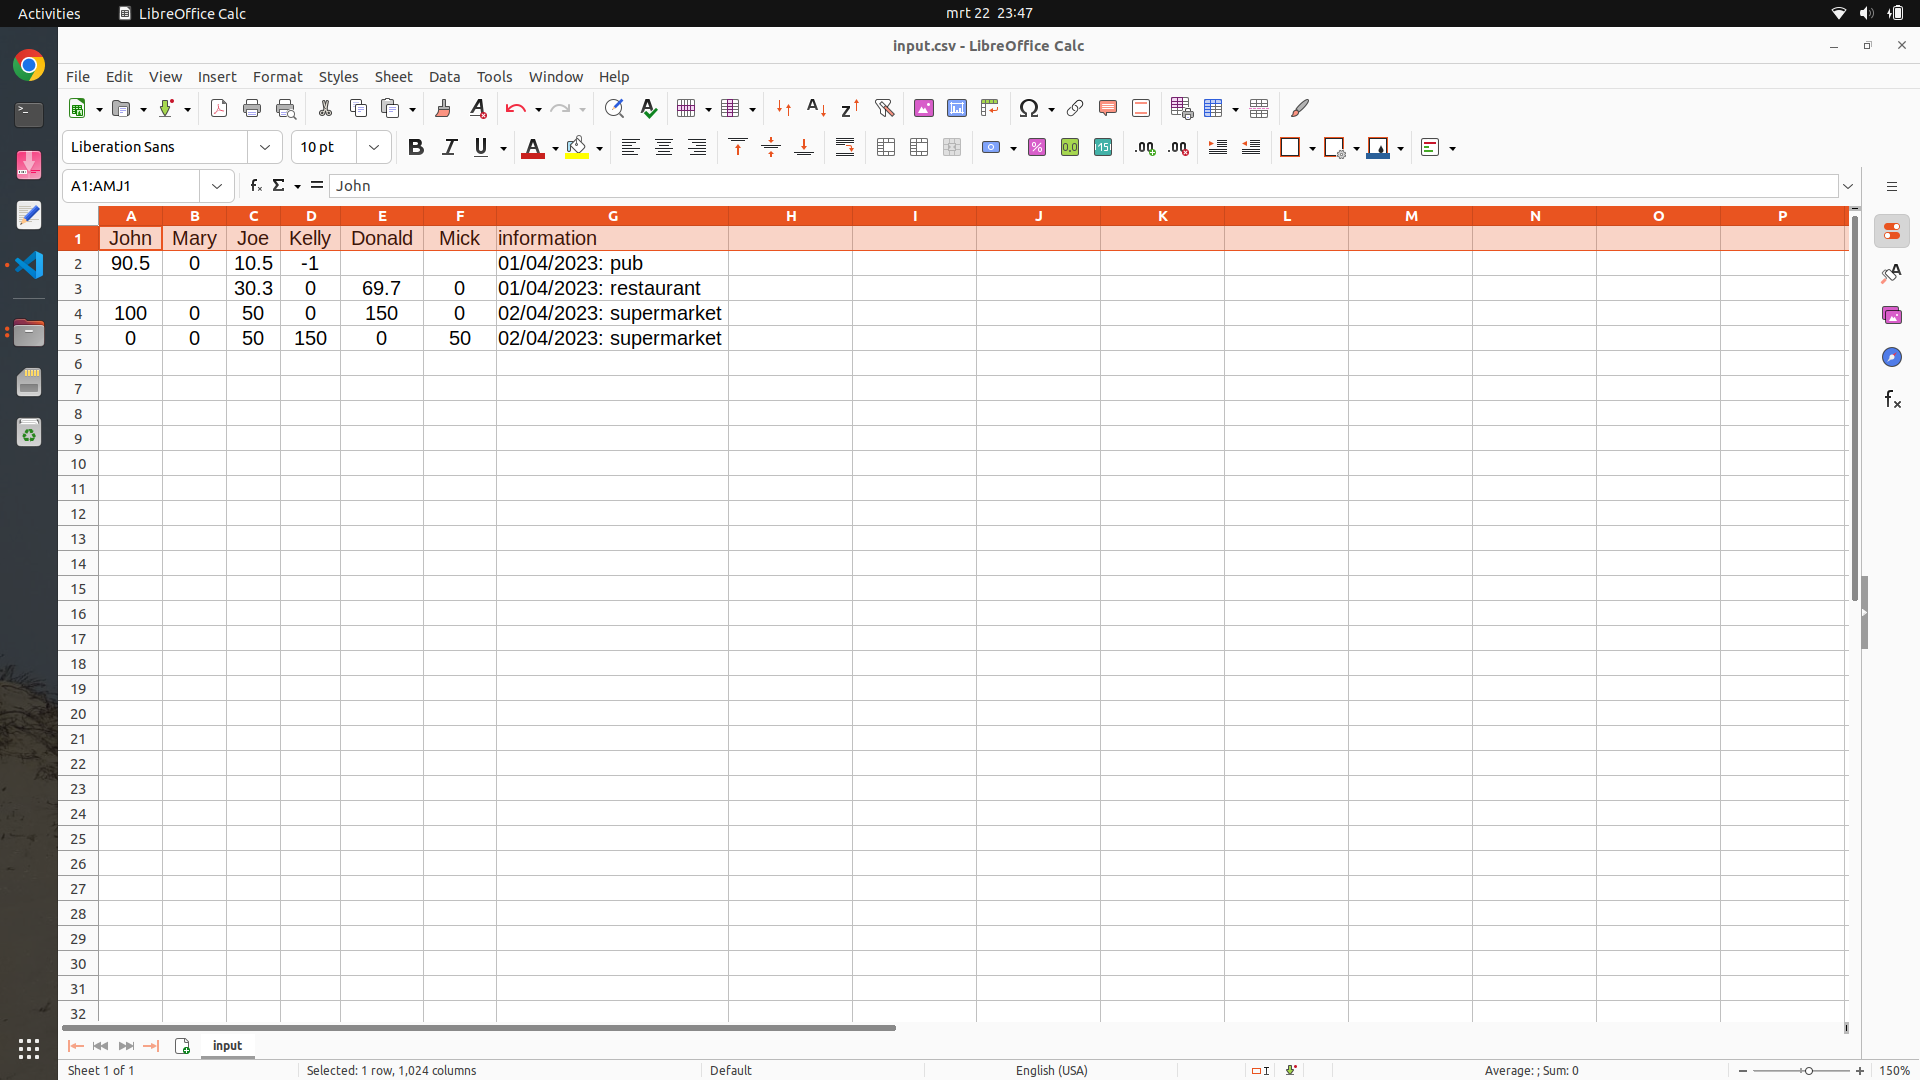 Activities LibreOffice Calc mrt 22 23:47
input.csv - LibreOffice Calc
File Edit View Insert Format Styles Sheet Data Tools Window Help
Liberation Sans 10 pt
A1:AMJ1 John
A B C D E F G H I J K L M N O P
1 John Mary Joe Kelly Donald Mick information
2 90.5 0 10.5 -1 01/04/2023: pub
3 30.3 0 69.7 0 01/04/2023: restaurant
4 100 0 50 0 150 0 02/04/2023: supermarket
5 0 0 50 150 0 50 02/04/2023: supermarket
6
7
8
9
10
11
12
13
14
15
16
17
18
19
20
21
22
23
24
25
26
27
28
29
30
31
32
input
Sheet 1 of 1 Selected: 1 row, 1,024 columns Default English (USA) Average: ; Sum: 0 150%